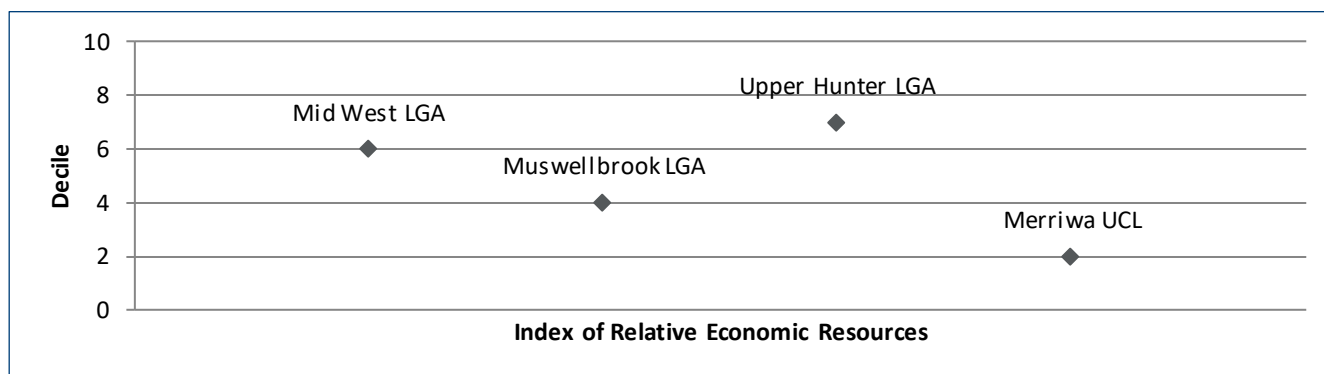 10
8
6
4
2
0
Decile
Mid West LGA
Muswellbrook LGA
Upper Hunter LGA
Merriwa UCL
Index of Relative Economic Resources